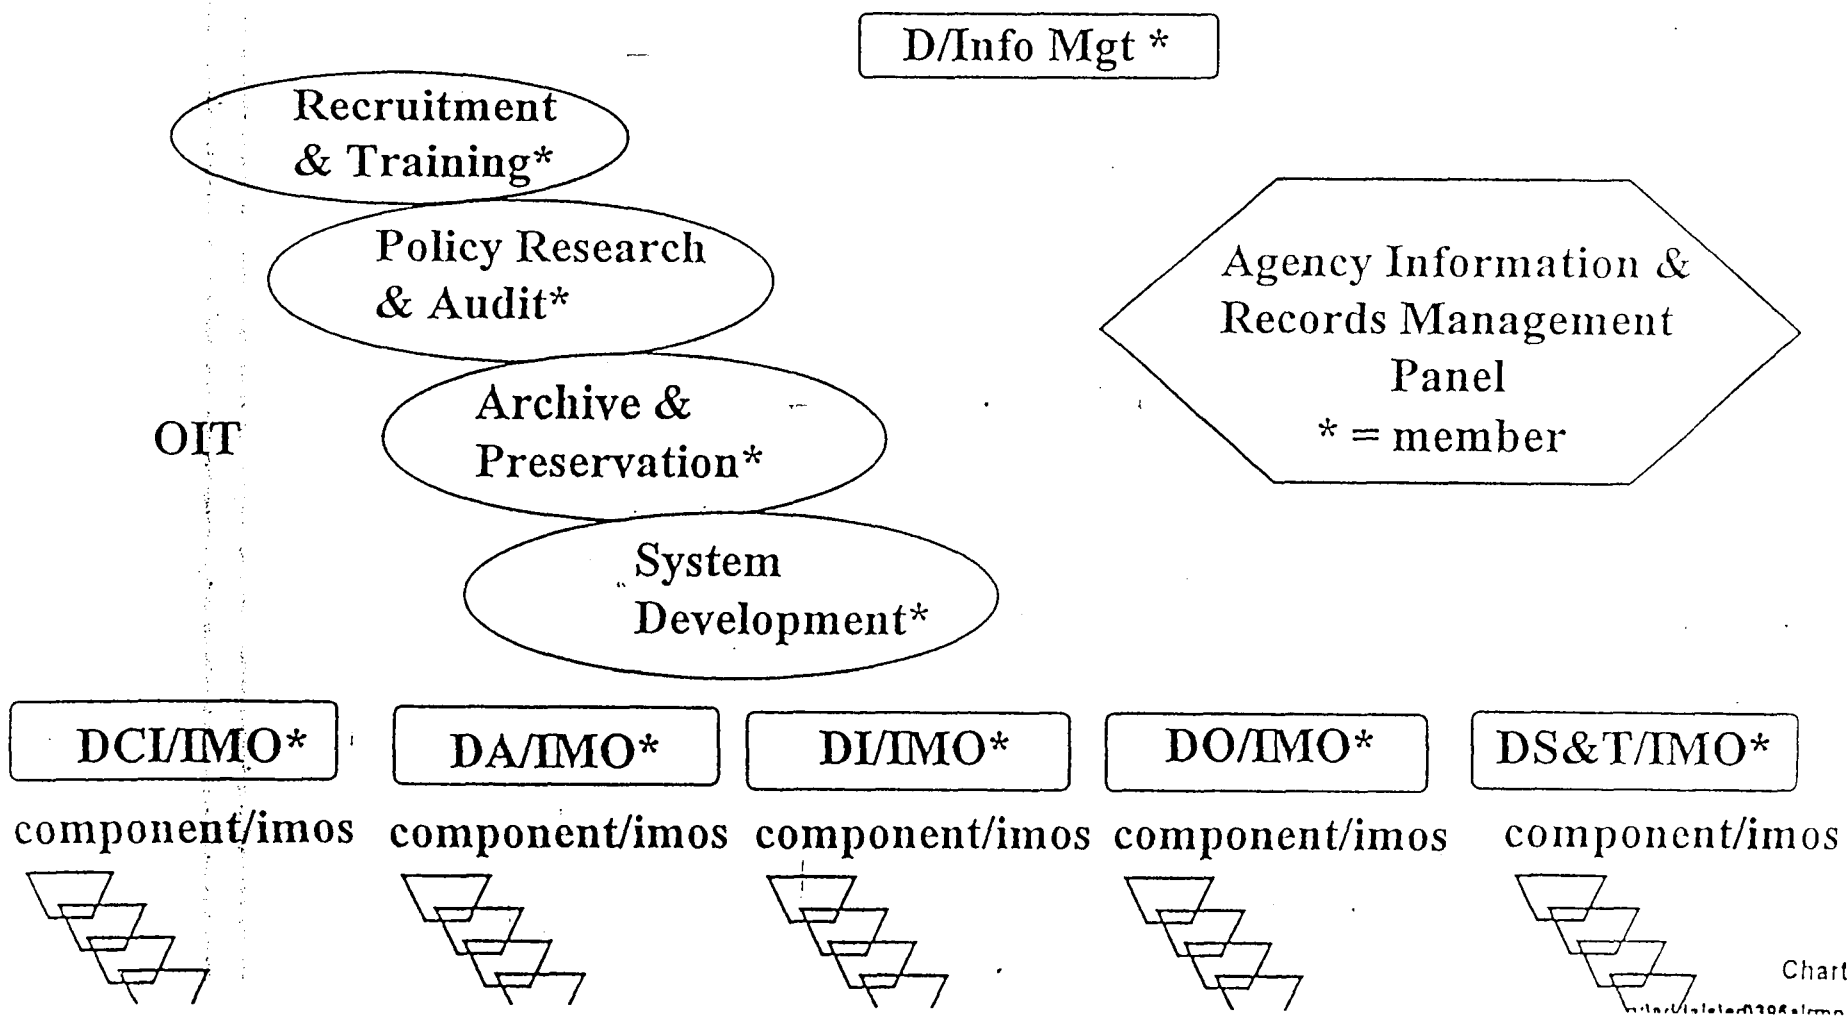 D/Info Mgt *
Recruitment
& Training*
Policy Research
& Audit*
Agency Information &
Records Management
Panel
* = member
Archive &
Preservation*
OIT
System
Development*
DCI/IMO* DA/IMO* DI/IMO* DO/IMO* DS&T/IMO*
component/imos component/imos component/imos component/imos component/imos
Chart